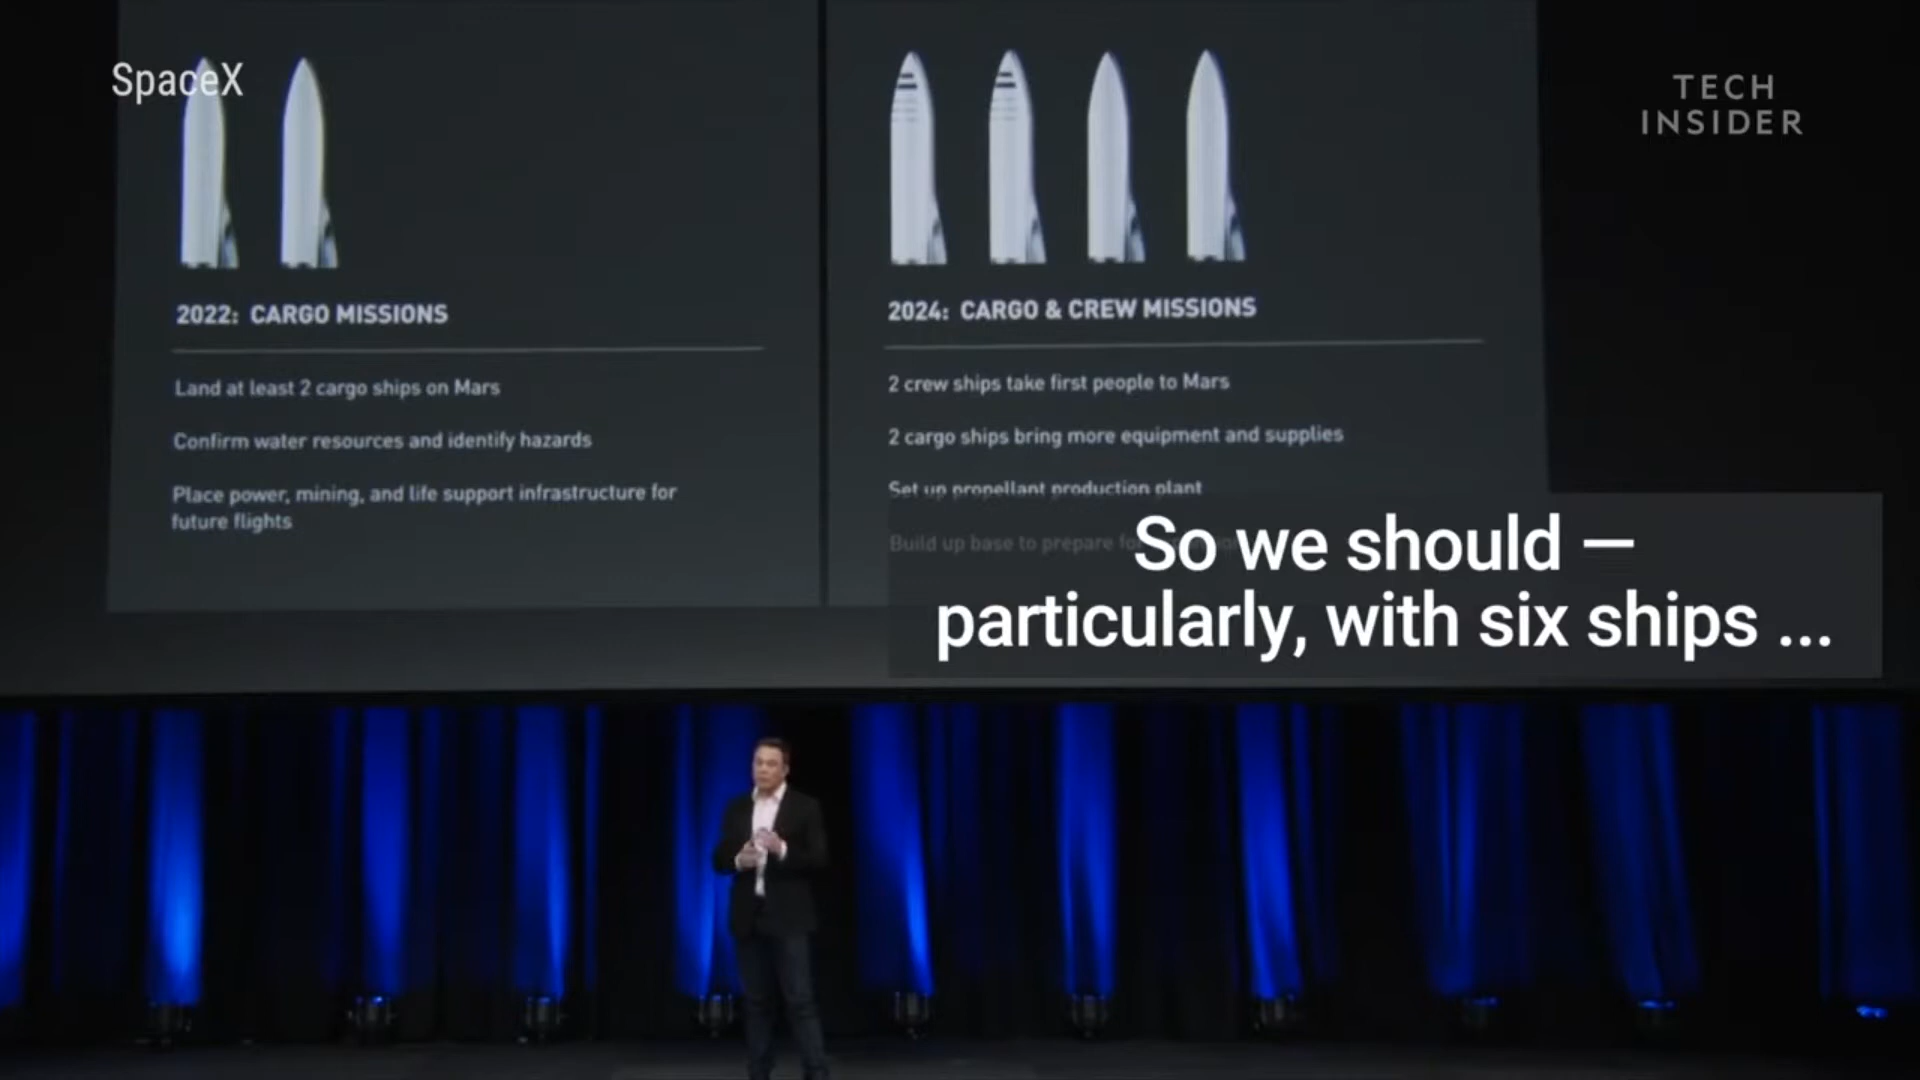 SpaceX
TECH
INSIDER
2022: CARGO MISSIONS
Land at least 2 cargo ships on Mars
Confirm water resources and identify hazards
Place power, mining, and life support infrastructure for
future flights
2024: CARGO & CREW MISSIONS
2 crew ships take first people to Mars
2 cargo ships bring more equipment and supplies
Set up propellant production plant
Build up base to prepare
So we should —
particularly, with six ships ...